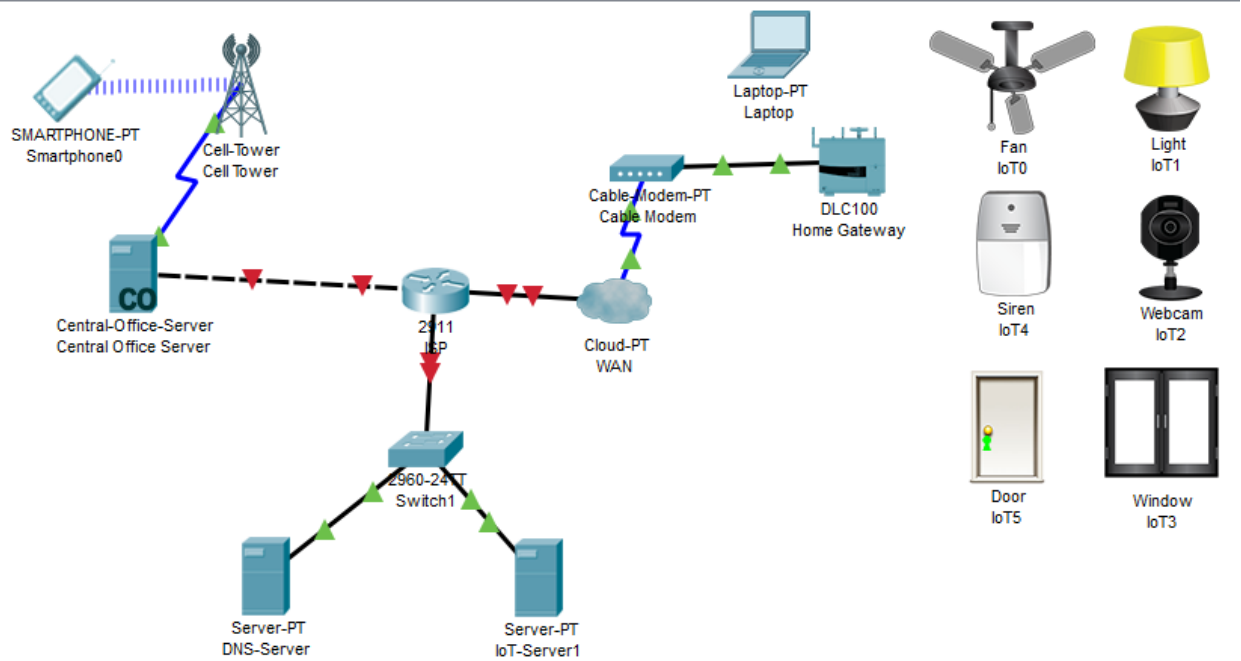 SMARTPHONE-PT
Smartphone0
Cell-Tower
Cell Tower
Laptop-PT
Laptop
Cable-Modem-PT
Cable Modem
DLC100
Home Gateway
Fan
IoT0
Light
IoT1
Siren
IoT4
Webcam
IoT2
CO
Central-Office-Server
Central Office Server
2911
ISP
Cloud-PT
WAN
2960-24TT
Switch1
Door
IoT5
Window
IoT3
Server-PT
DNS-Server
Server-PT
IoT-Server1